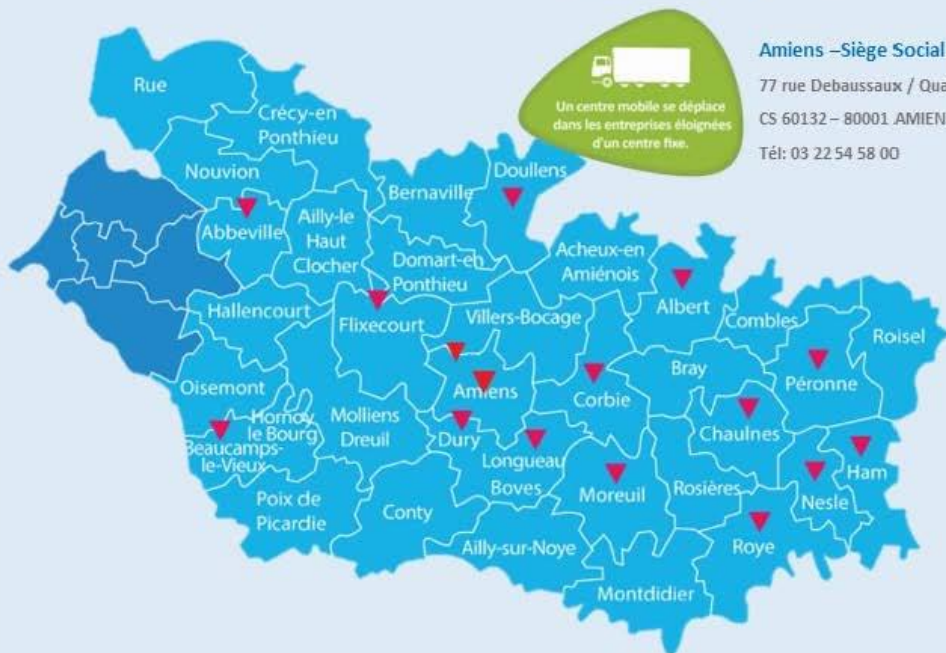 Amiens –Siège Social
77 rue Debaussaux / Qua
CS 60132 – 80001 AMIEN
Tél: 03 22 54 58 00
Un centre mobile se déplace
dans les entreprises éloignées
d'un centre fixe.
Rue
Crécy-en
Ponthieu
Nouvion
Bernaville
Doullens
Abbeville
Ailly-le
Haut
Clocher
Domart-en
Ponthieu
Acheux-en
Amiénois
Albert
Hallencourt
Flixecourt
Villers-Bocage
Combles
Roisel
Oisemont
Amiens
Corbie
Bray
Péronne
Hornoy
le Bourg
Beaucamps-
le-Vieux
Molliens
Dreuil
Dury
Longueau
Boves
Chaulnes
Moreuil
Rosières
Nesle
Ham
Poix de
Picardie
Conty
Ailly-sur-Noye
Roye
Montdidier